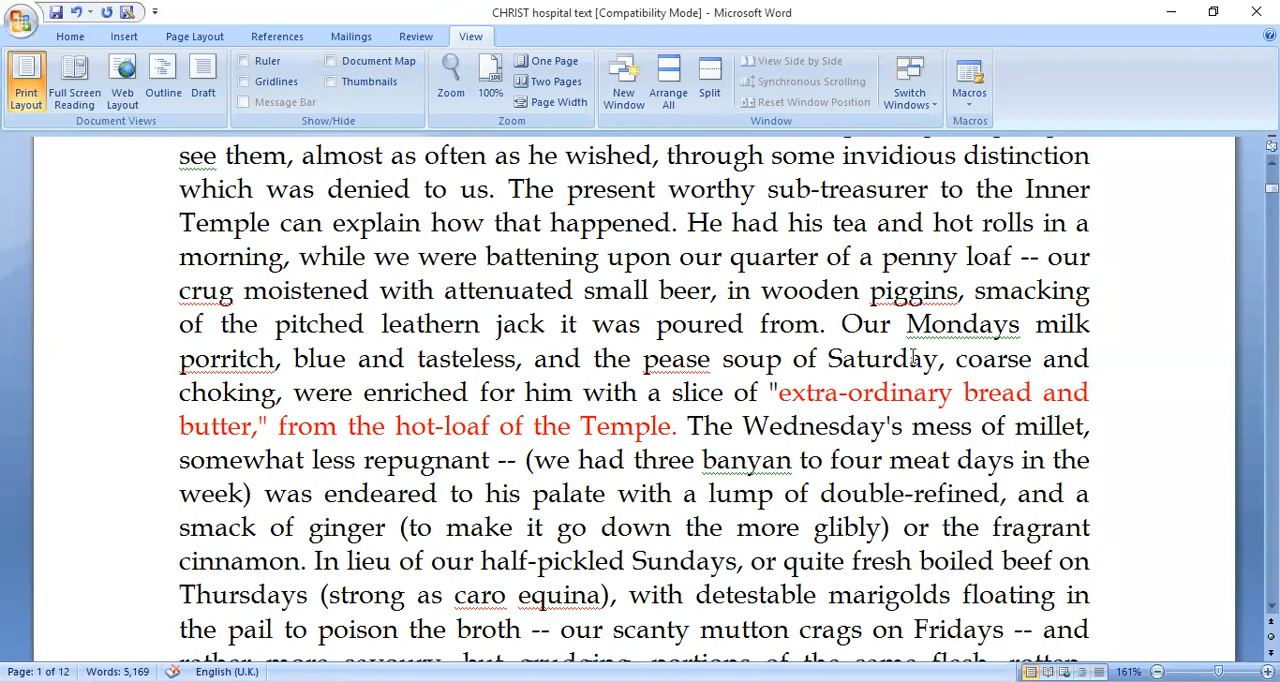 CHRIST hospital text [Compatibility Mode] - Microsoft Word
Home Insert Page Layout References Mailings Review View
Print Layout
Full Screen Reading
Web Layout
Outline
Draft
Document Views
Ruler
Gridlines
Message Bar
Document Map
Thumbnails
Show/Hide
Zoom
100%
One Page
Two Pages
Page Width
Zoom
New Window
Arrange All
Split
View Side by Side
Synchronous Scrolling
Reset Window Position
Window
Switch Windows
Macros
Macros
see them, almost as often as he wished, through some invidious distinction
which was denied to us. The present worthy sub-treasurer to the Inner
Temple can explain how that happened. He had his tea and hot rolls in a
morning, while we were battening upon our quarter of a penny loaf -- our
crug moistened with attenuated small beer, in wooden piggins, smacking
of the pitched leathern jack it was poured from. Our Mondays milk
porritch, blue and tasteless, and the pease soup of Saturday, coarse and
choking, were enriched for him with a slice of "extra-ordinary bread and
butter," from the hot-loaf of the Temple. The Wednesday's mess of millet,
somewhat less repugnant -- (we had three banyan to four meat days in the
week) was endeared to his palate with a lump of double-refined, and a
smack of ginger (to make it go down the more glibly) or the fragrant
cinnamon. In lieu of our half-pickled Sundays, or quite fresh boiled beef on
Thursdays (strong as caro equina), with detestable marigolds floating in
the pail to poison the broth -- our scanty mutton crags on Fridays -- and
rather more savoury, but grudging, portions of the same flesh, rotten-
Page: 1 of 12 Words: 5,169 English (U.K.) 161%